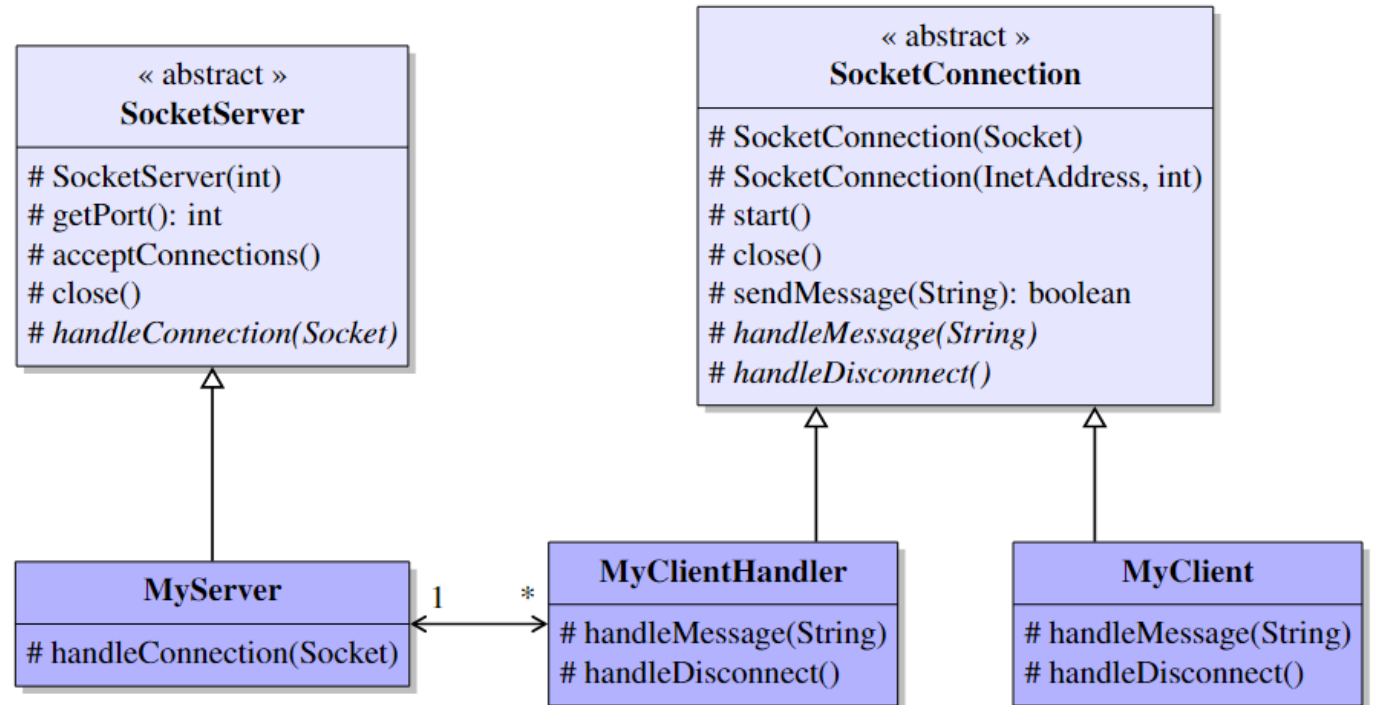 « abstract »
SocketServer
# SocketServer(int)
# getPort(): int
# acceptConnections()
# close()
# handleConnection(Socket)
« abstract »
SocketConnection
# SocketConnection(Socket)
# SocketConnection(InetAddress, int)
# start()
# close()
# sendMessage(String): boolean
# handleMessage(String)
# handleDisconnect()
MyServer
# handleConnection(Socket)
1
*
MyClientHandler
# handleMessage(String)
# handleDisconnect()
MyClient
# handleMessage(String)
# handleDisconnect()